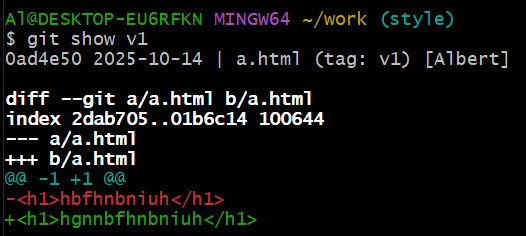 Al@DESKTOP-EU6RFKN MINGW64 ~/work (style)
$ git show v1
0ad4e50 2025-10-14 | a.html (tag: v1) [Albert]
diff --git a/a.html b/a.html
index 2dab705..01b6c14 100644
--- a/a.html
+++ b/a.html
@@ -1 +1 @@
-<h1>hbfhnbniuh</h1>
+<h1>hgnnbfhnbniuh</h1>